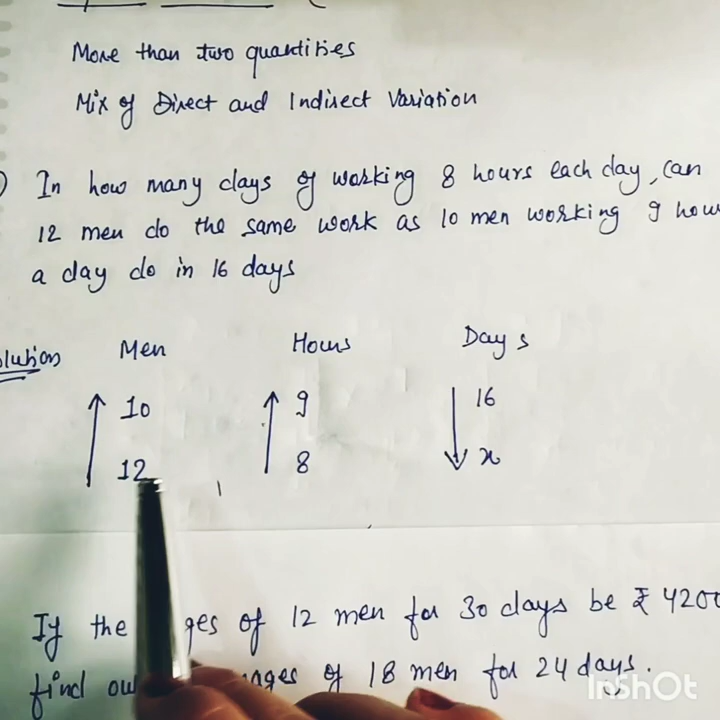 More than two quantities
Mix of Direct and Indirect Variation
In how many days of working 8 hours each day, can
12 men do the same work as 10 men working 9 hou
a day do in 16 days
olution Men Hours Days
10 9 16
12 8 x
If the ges of 12 men for 30 days be ₹ 4200
find ou ages of 18 men for 24 days.
InShOt